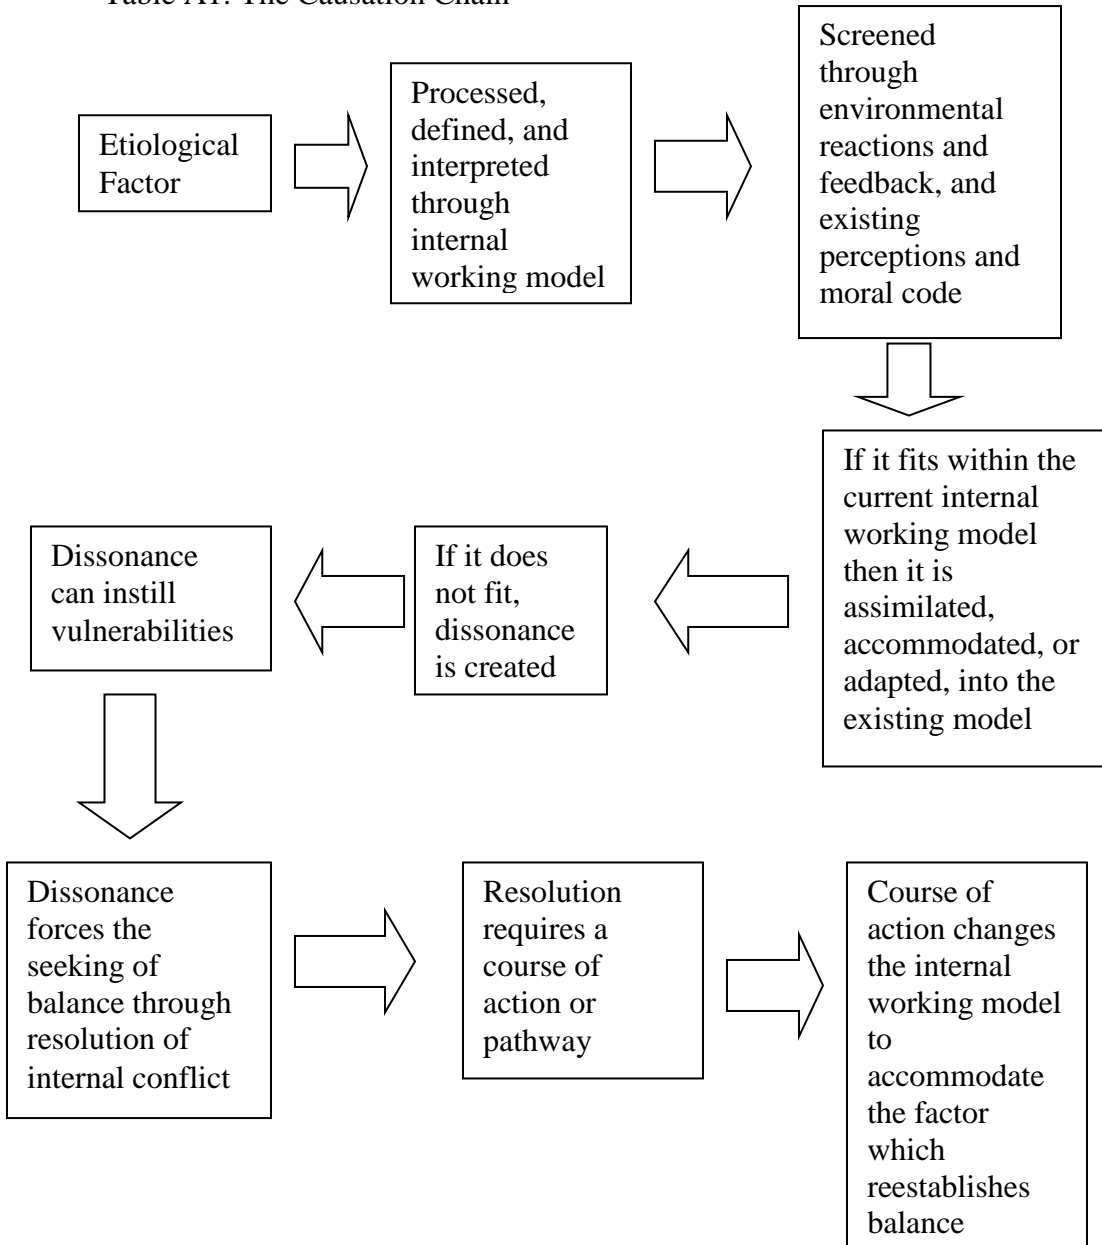 Table A1: The Causation Chain
Etiological
Factor
Processed,
defined, and
interpreted
through
internal
working model
Screened
through
environmental
reactions and
feedback, and
existing
perceptions and
moral code
If it fits within the
current internal
working model
then it is
assimilated,
accommodated, or
adapted, into the
existing model
If it does
not fit,
dissonance
is created
Dissonance
can instill
vulnerabilities
Dissonance
forces the
seeking of
balance through
resolution of
internal conflict
Resolution
requires a
course of
action or
pathway
Course of
action changes
the internal
working model
to
accommodate
the factor
which
reestablishes
balance